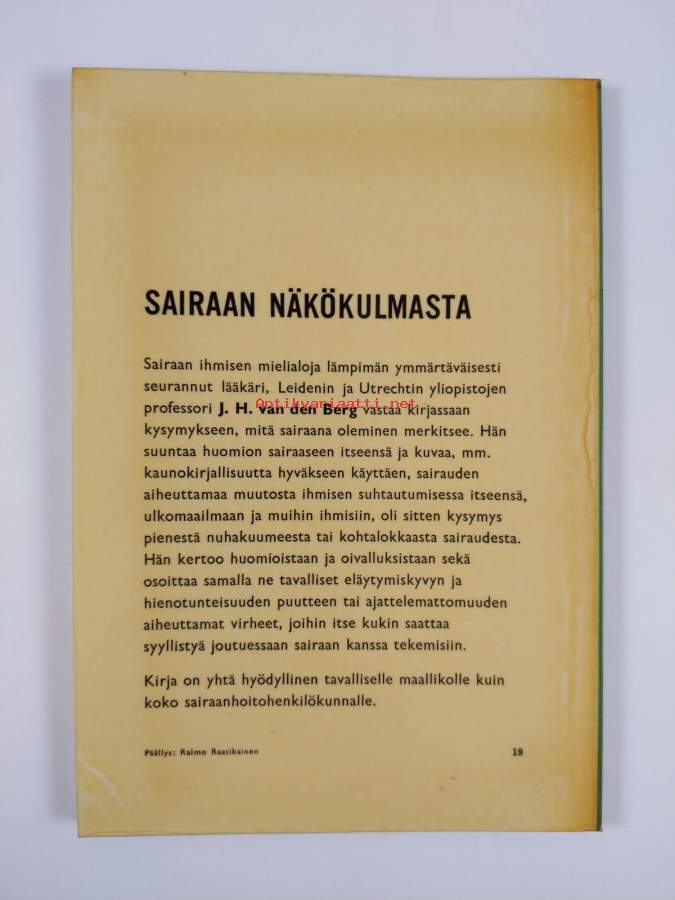 SAIRAAN NÄKÖKULMASTA
Sairaan ihmisen mielialoja lämpimän ymmärtäväisesti
seurannut lääkäri, Leidenin ja Utrechtin yliopistojen
Antikvariaatti.net
professori J. H. van den Berg vastaa kirjassaan
kysymykseen, mitä sairaana oleminen merkitsee. Hän
suuntaa huomion sairaaseen itseensä ja kuvaa, mm.
kaunokirjallisuutta hyväkseen käyttäen, sairauden
aiheuttamaa muutosta ihmisen suhtautumisessa itseensä,
ulkomaailmaan ja muihin ihmisiin, oli sitten kysymys
pienestä nuhakuumeesta tai kohtalokkaasta sairaudesta.
Hän kertoo huomioistaan ja oivalluksistaan sekä
osoittaa samalla ne tavalliset eläytymiskyvyn ja
hienotunteisuuden puutteen tai ajattelemattomuuden
aiheuttamat virheet, joihin itse kukin saattaa
syyllistyä joutuessaan sairaan kanssa tekemisiin.
Kirja on yhtä hyödyllinen tavalliselle maallikolle kuin
koko sairaanhoitohenkilökunnalle.
Päällys: Raimo Raatikainen 19